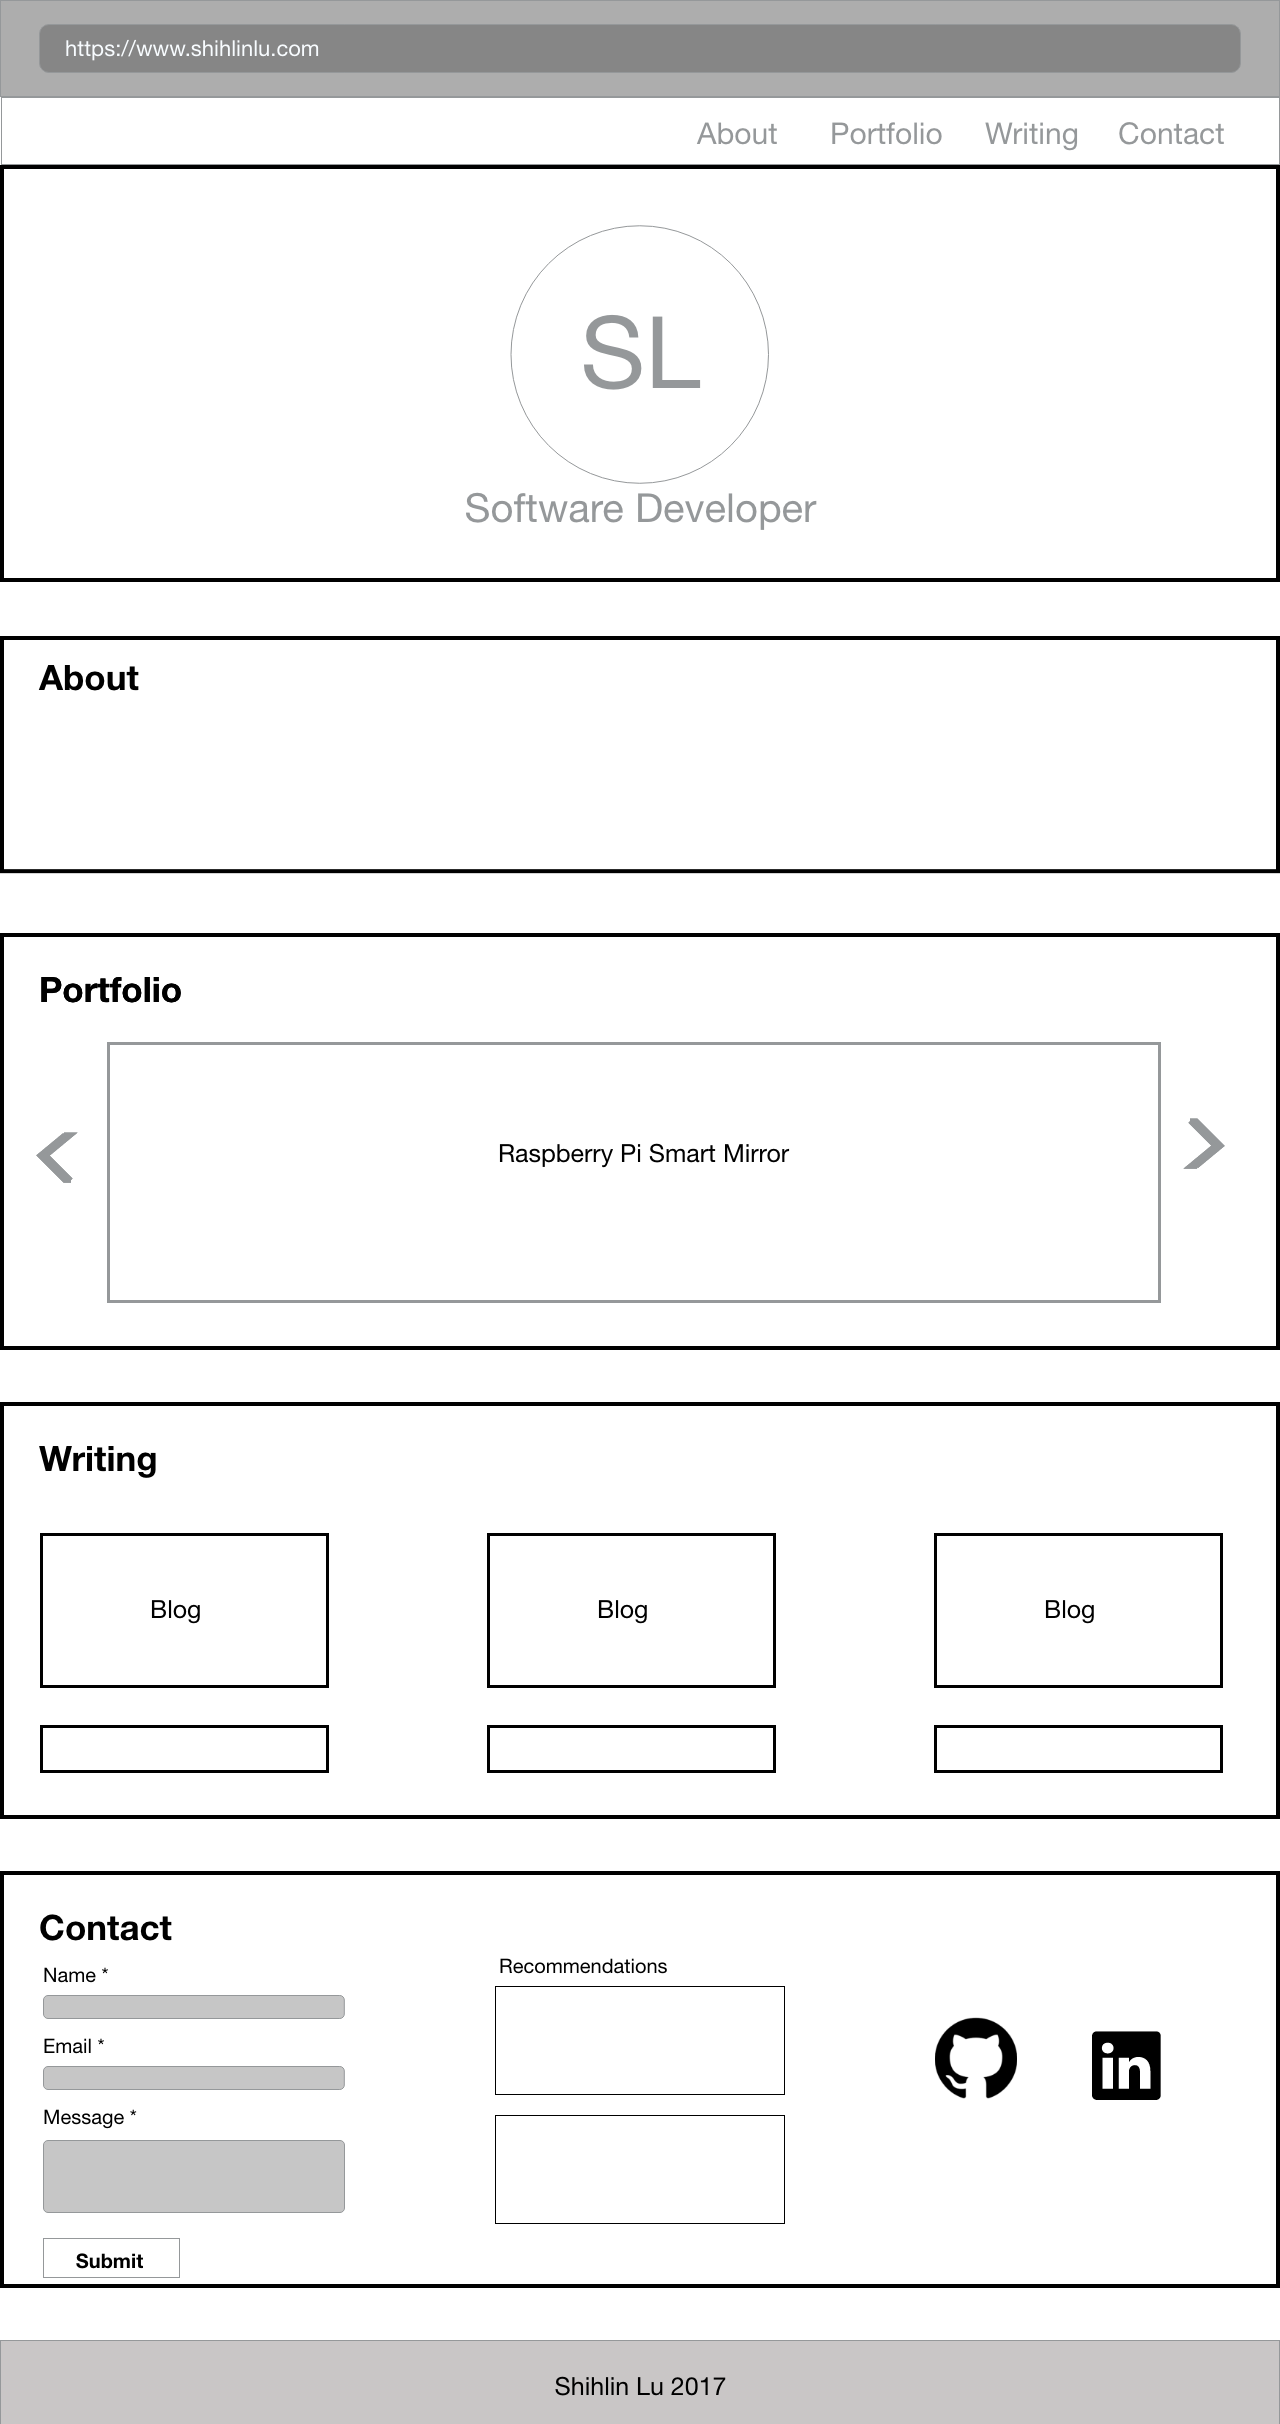 https://www.shihlinlu.com
About Portfolio Writing Contact
SL
Software Developer
About
Portfolio
Raspberry Pi Smart Mirror
Writing
Blog Blog Blog
Contact
Name *
Email *
Message *
Submit
Recommendations
in
Shihlin Lu 2017